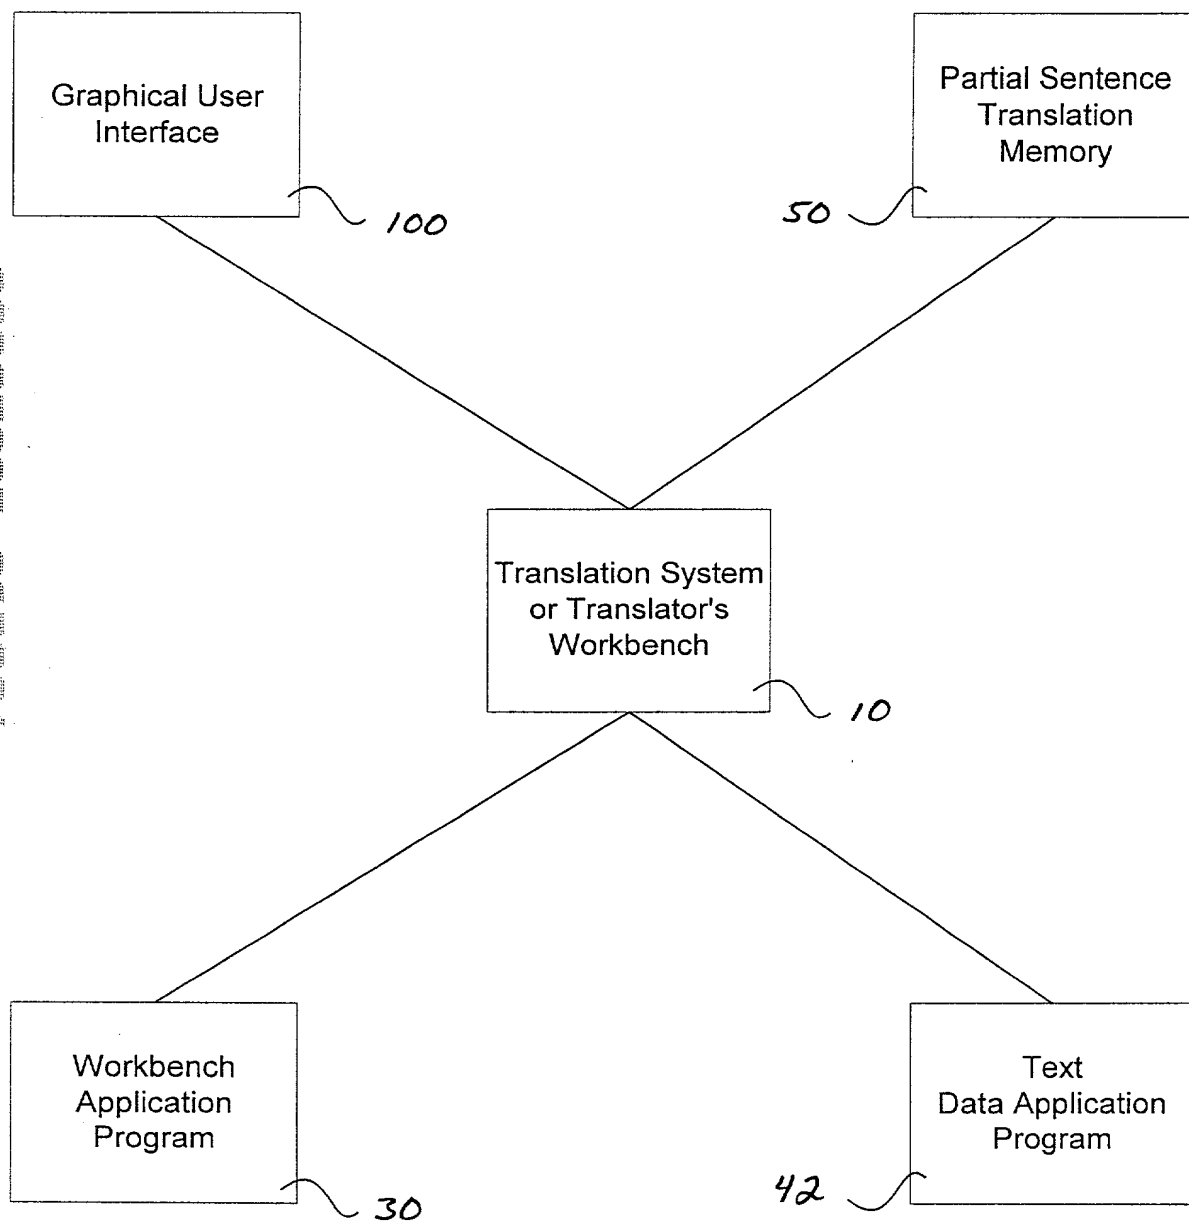 Graphical User
Interface
100
Partial Sentence
Translation
Memory
50
Translation System
or Translator's
Workbench
10
Workbench
Application
Program
30
Text
Data Application
Program
42